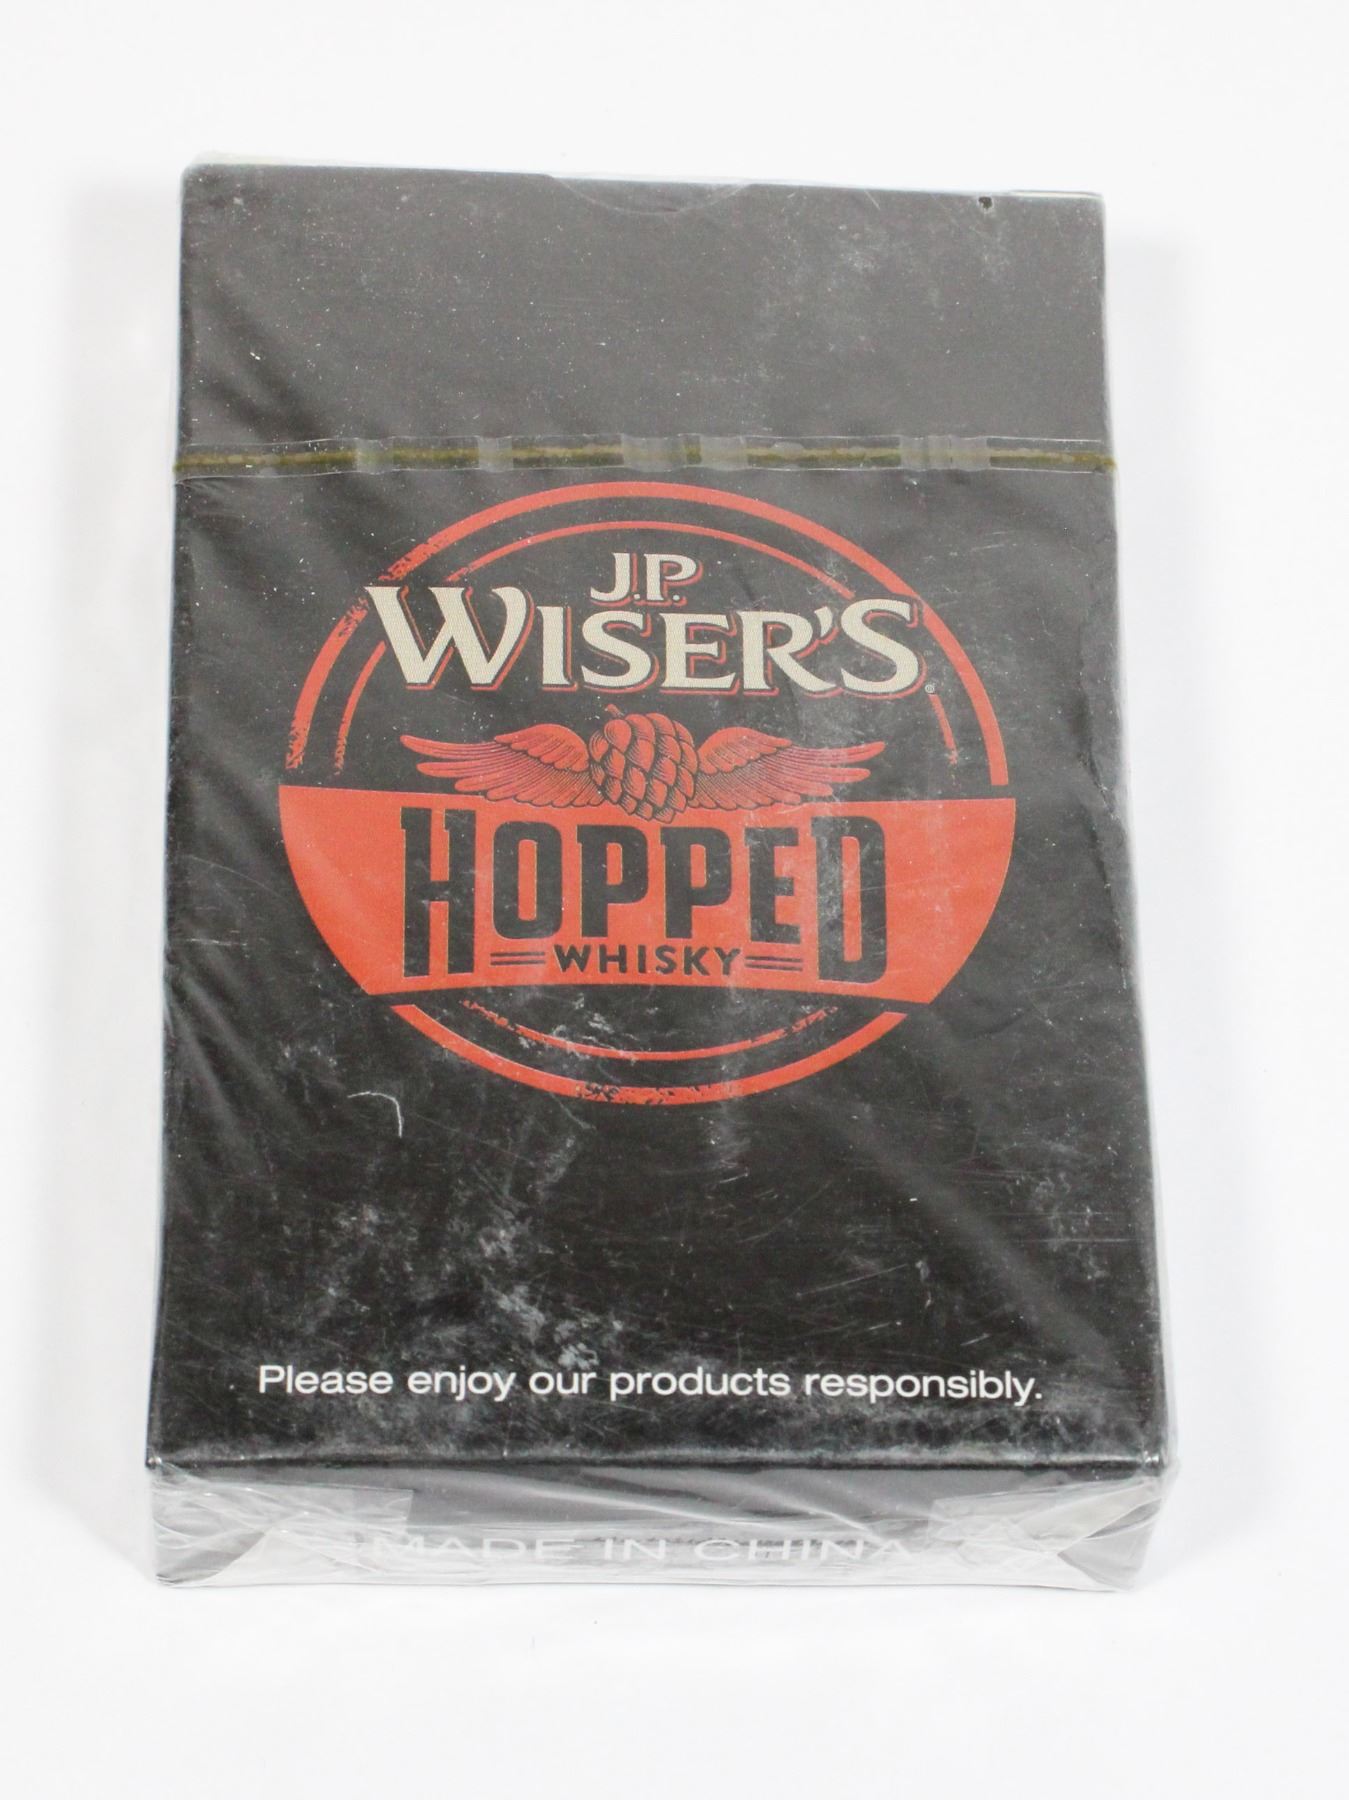 J.P.
WISER'S®
HOPPED
WHISKY
Please enjoy our products responsibly.
MADE IN CHINA